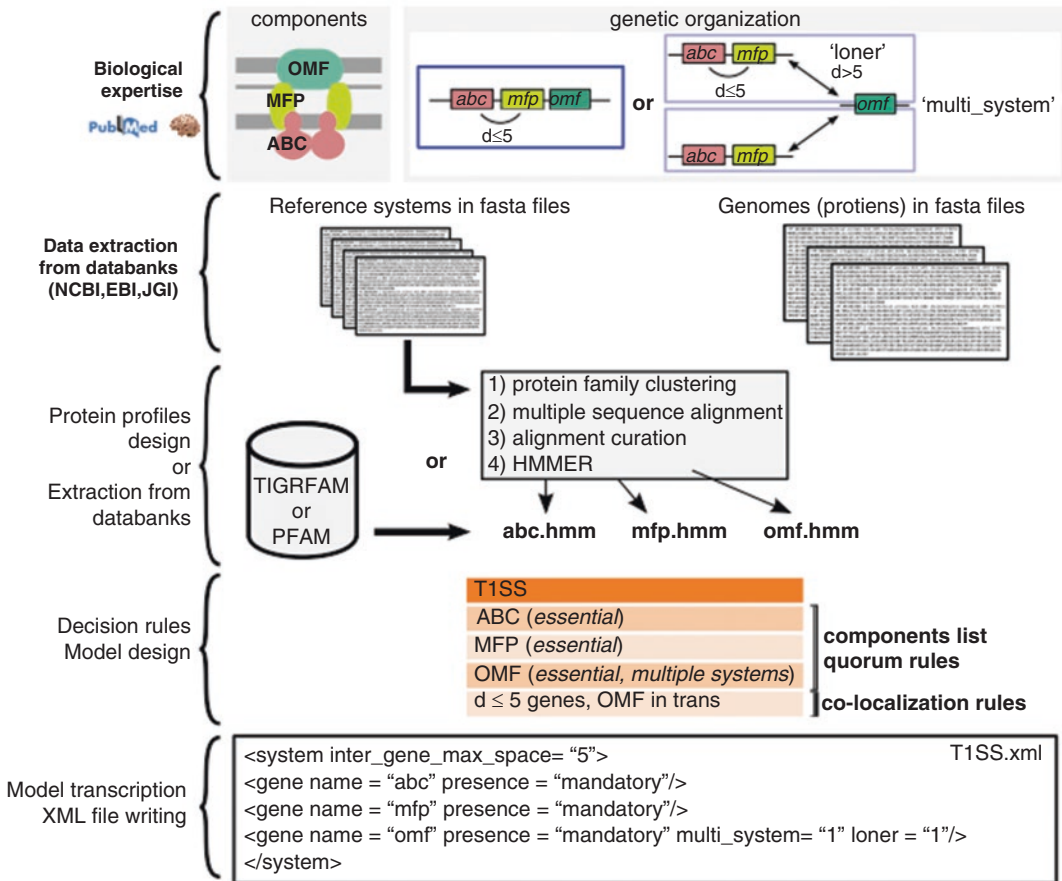 components
genetic organization
Biological
expertise
PubMed
OMF
MFP
ABC
abc
mfp
omf
d≤5
or
abc
mfp
d≤5
'loner'
d>5
omf
'multi_system'
abc
mfp
Data extraction
from databanks
(NCBI,EBI,JGI)
Reference systems in fasta files
Genomes (protiens) in fasta files
Protein profiles
design
or
Extraction from
databanks
TIGRFAM
or
PFAM
or
1) protein family clustering
2) multiple sequence alignment
3) alignment curation
4) HMMER
abc.hmm
mfp.hmm
omf.hmm
Decision rules
Model design
T1SS
ABC (essential)
MFP (essential)
OMF (essential, multiple systems)
d ≤ 5 genes, OMF in trans
components list
quorum rules
co-localization rules
Model transcription
XML file writing
T1SS.xml
<system inter_gene_max_space= “5”>
<gene name = “abc” presence = “mandatory”/>
<gene name = “mfp” presence = “mandatory”/>
<gene name = “omf” presence = “mandatory” multi_system= “1” loner = “1”/>
</system>